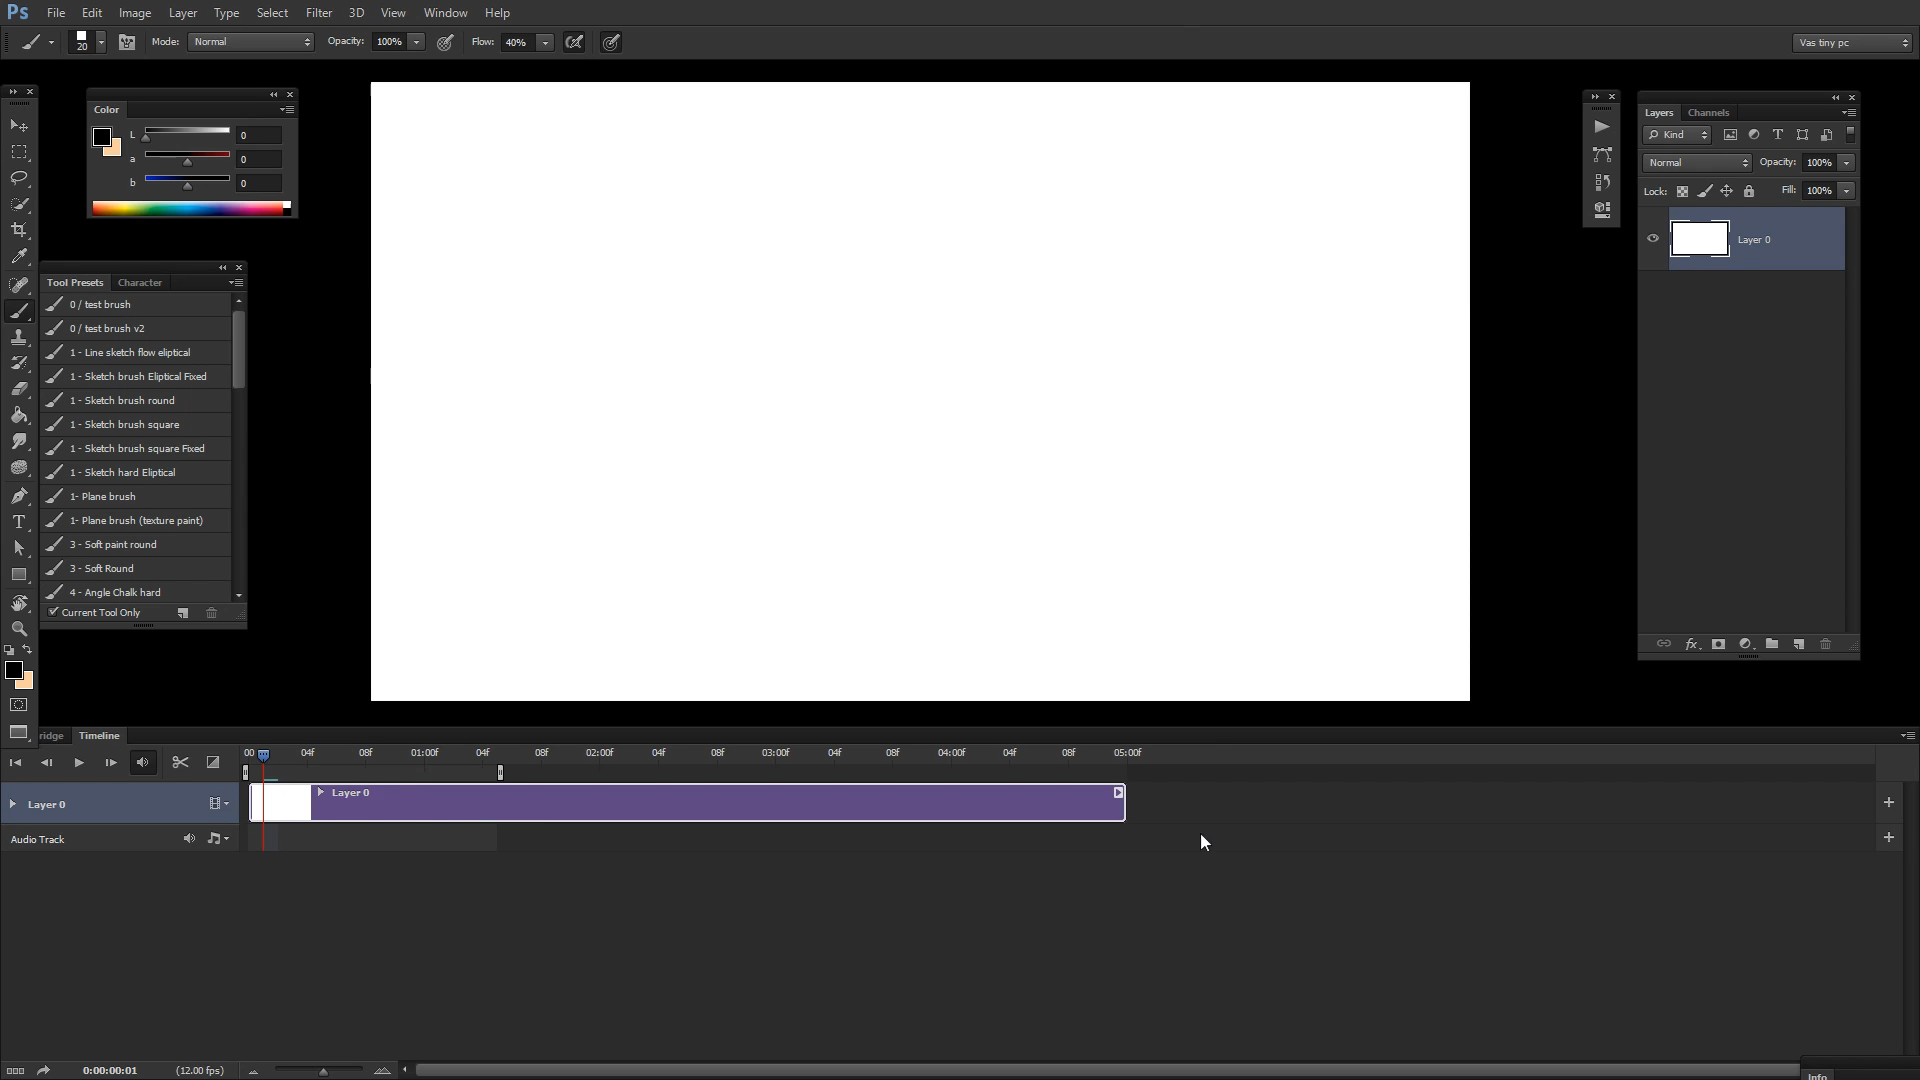 Ps File Edit Image Layer Type Select Filter 3D View Window Help
20 Mode: Normal Opacity: 100% Flow: 40% Vas tiny pc
Color
L 0
a 0
b 0
Tool Presets Character
0 / test brush
0 / test brush v2
1 - Line sketch flow eliptical
1 - Sketch brush Eliptical Fixed
1 - Sketch brush round
1 - Sketch brush square
1 - Sketch brush square Fixed
1 - Sketch hard Eliptical
1- Plane brush
1- Plane brush (texture paint)
3 - Soft paint round
3 - Soft Round
4 - Angle Chalk hard
Current Tool Only
Layers Channels
Kind
Normal Opacity: 100%
Lock: Fill: 100%
Layer 0
ridge Timeline
00 04f 08f 01:00f 04f 08f 02:00f 04f 08f 03:00f 04f 08f 04:00f 04f 08f 05:00f
Layer 0 Layer 0
Audio Track
0:00:00:01 (12.00 fps)
Info